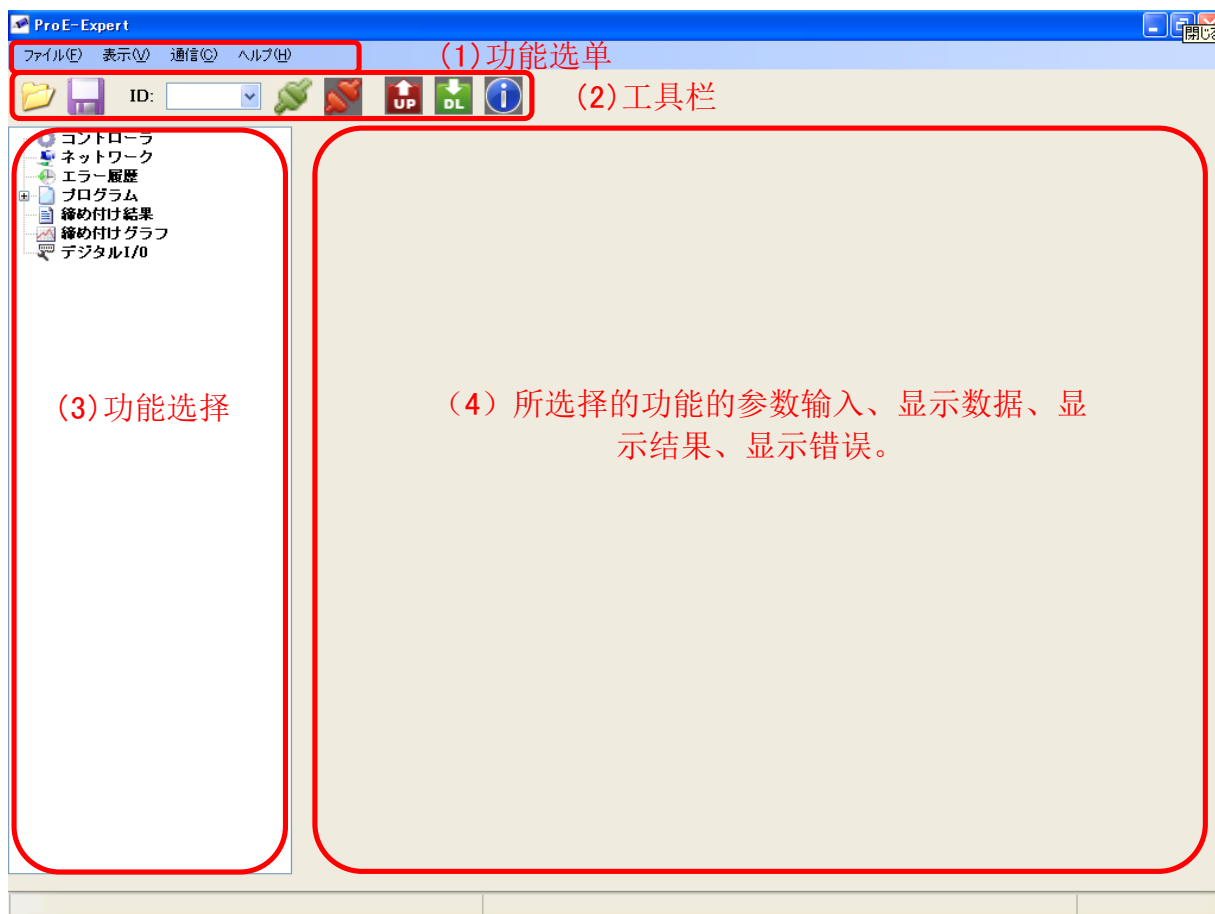 ProE-Expert
閉じる
ファイル(F) 表示(V) 通信(C) ヘルプ(H)
(1)功能选单
ID:
UP
DL
(2)工具栏
コントローラ
ネットワーク
エラー履歴
プログラム
締め付け結果
締め付けグラフ
デジタルI/O
(3)功能选择
（4）所选择的功能的参数输入、显示数据、显
示结果、显示错误。